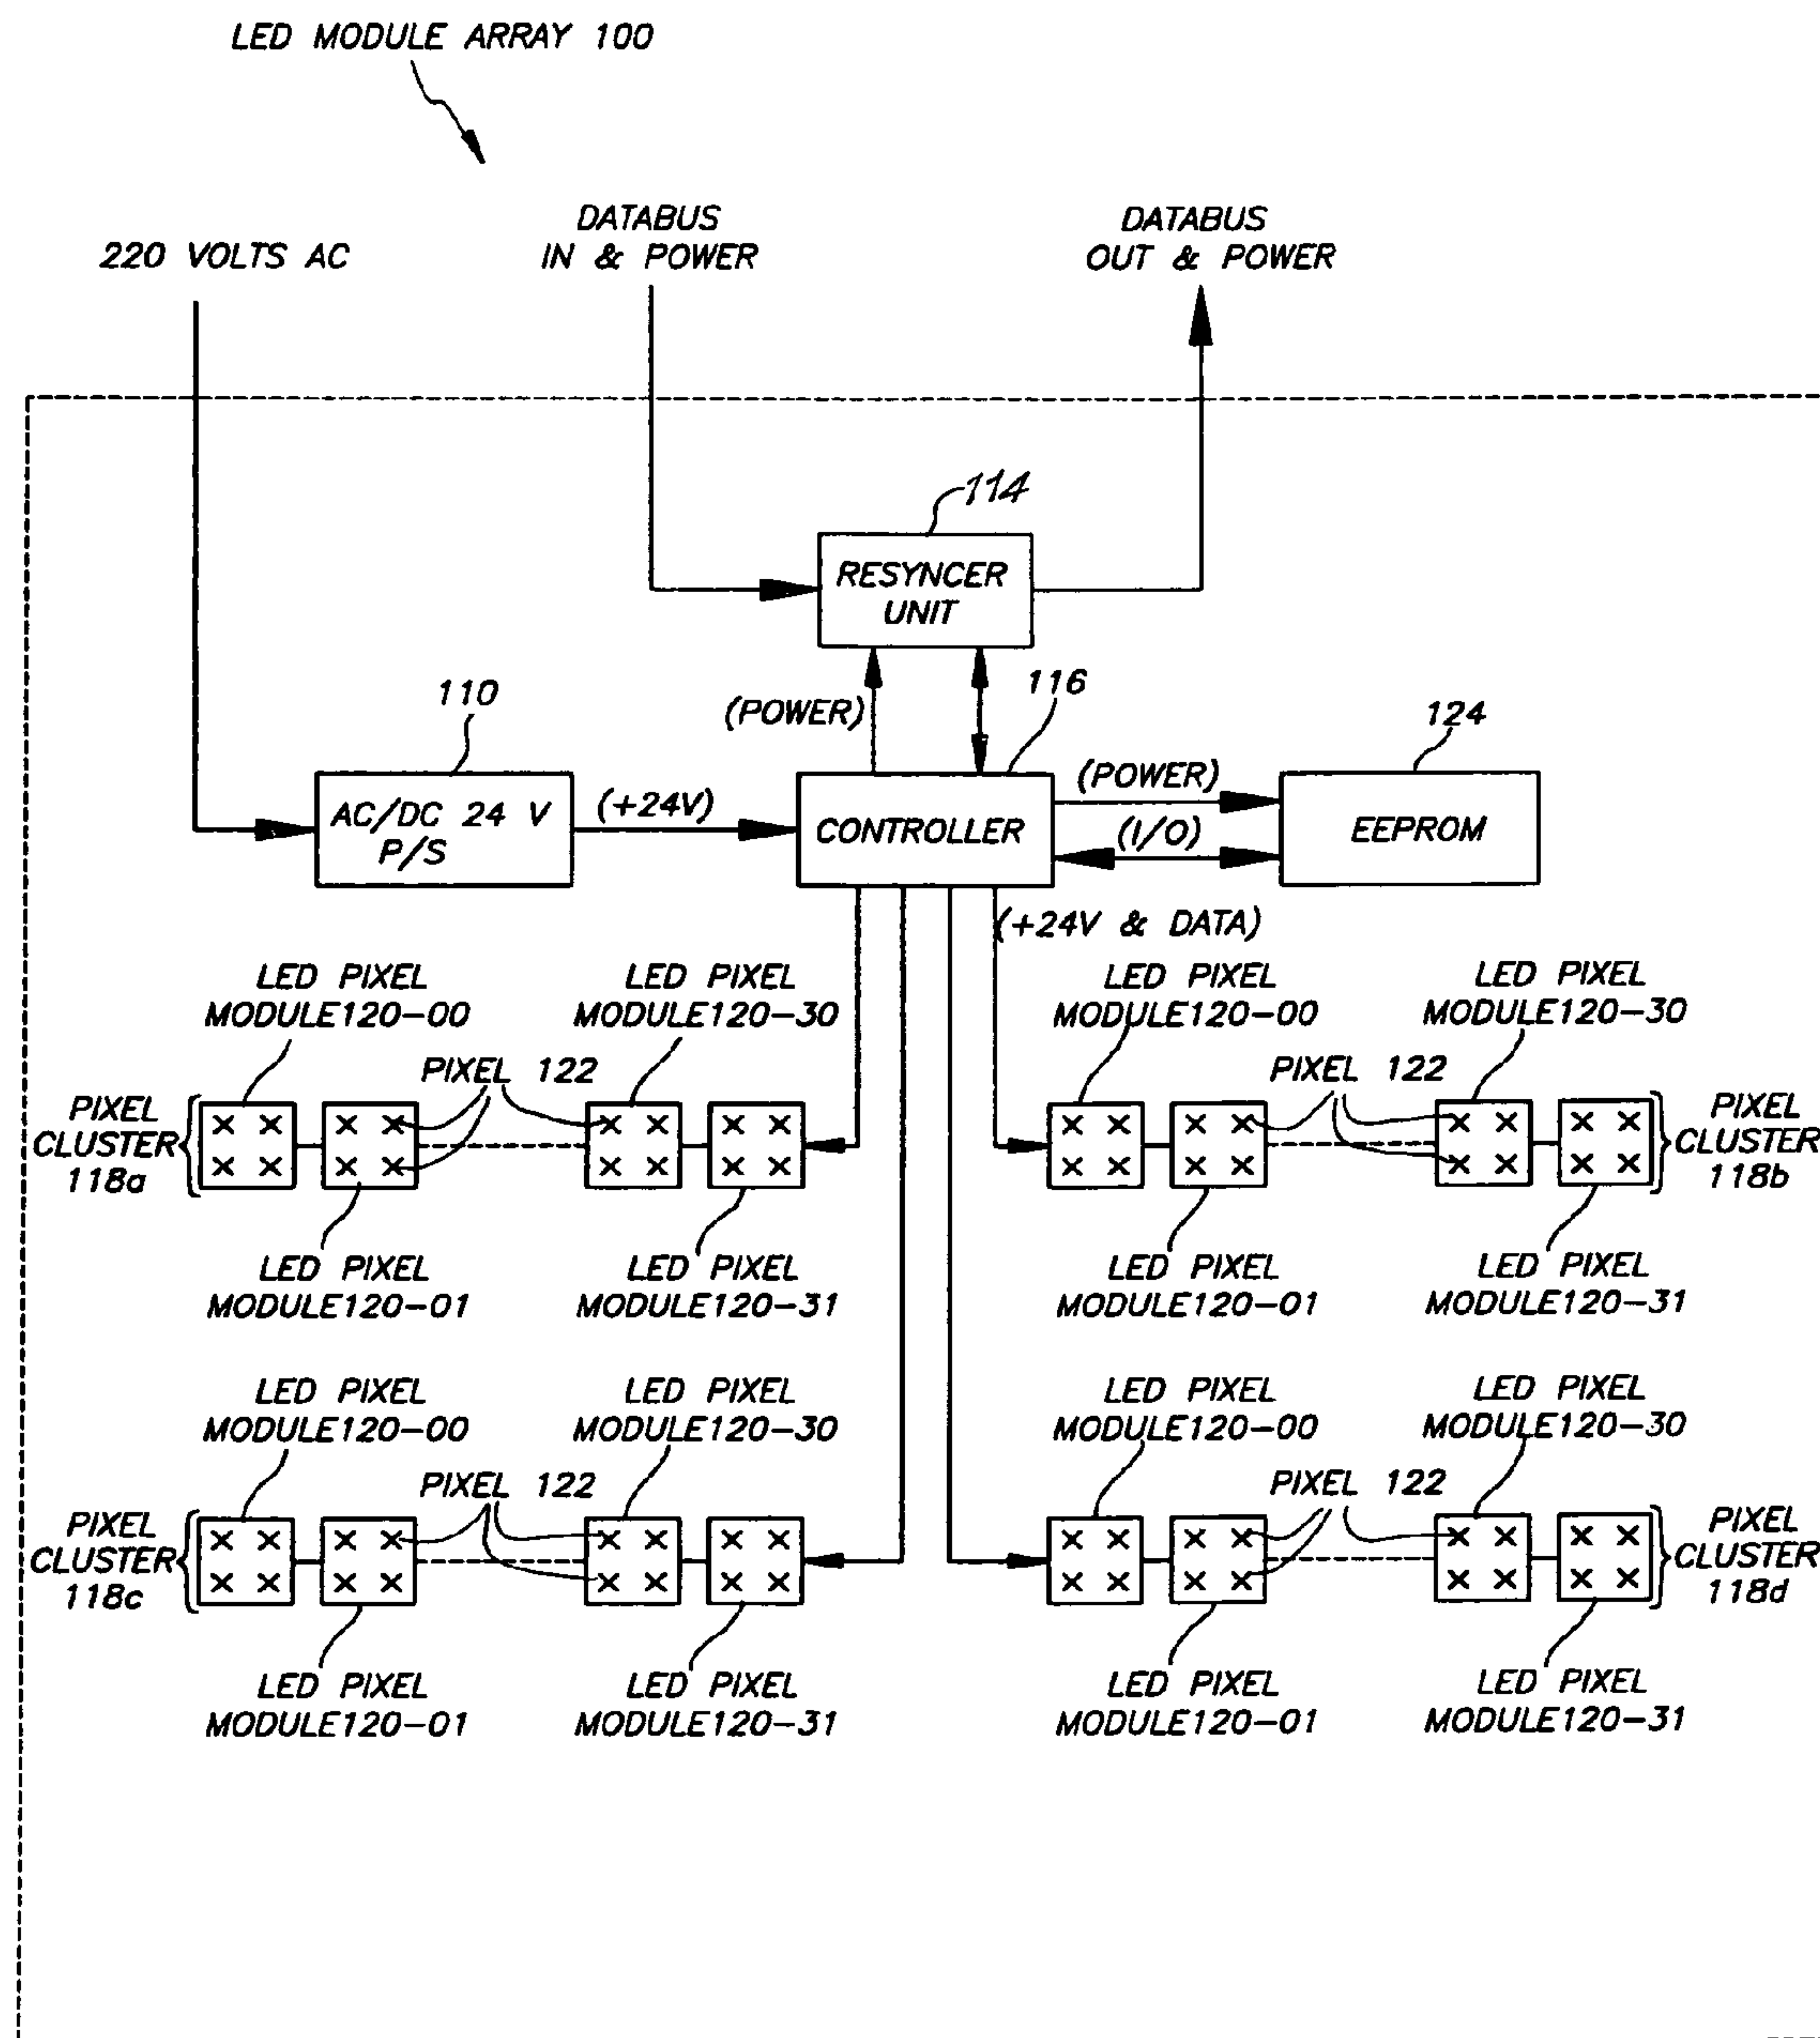 LED MODULE ARRAY 100
220 VOLTS AC
DATABUS
IN & POWER
DATABUS
OUT & POWER
114
RESYNCER
UNIT
110
(POWER)
116
124
AC/DC 24 V
P/S
(+24V)
CONTROLLER
(POWER)
(I/O)
EEPROM
(+24V & DATA)
LED PIXEL
MODULE120-00
LED PIXEL
MODULE120-30
LED PIXEL
MODULE120-00
LED PIXEL
MODULE120-30
PIXEL 122
PIXEL 122
PIXEL
CLUSTER
118a
PIXEL
CLUSTER
118b
LED PIXEL
MODULE120-01
LED PIXEL
MODULE120-31
LED PIXEL
MODULE120-01
LED PIXEL
MODULE120-31
LED PIXEL
MODULE120-00
LED PIXEL
MODULE120-30
LED PIXEL
MODULE120-00
LED PIXEL
MODULE120-30
PIXEL 122
PIXEL 122
PIXEL
CLUSTER
118c
PIXEL
CLUSTER
118d
LED PIXEL
MODULE120-01
LED PIXEL
MODULE120-31
LED PIXEL
MODULE120-01
LED PIXEL
MODULE120-31